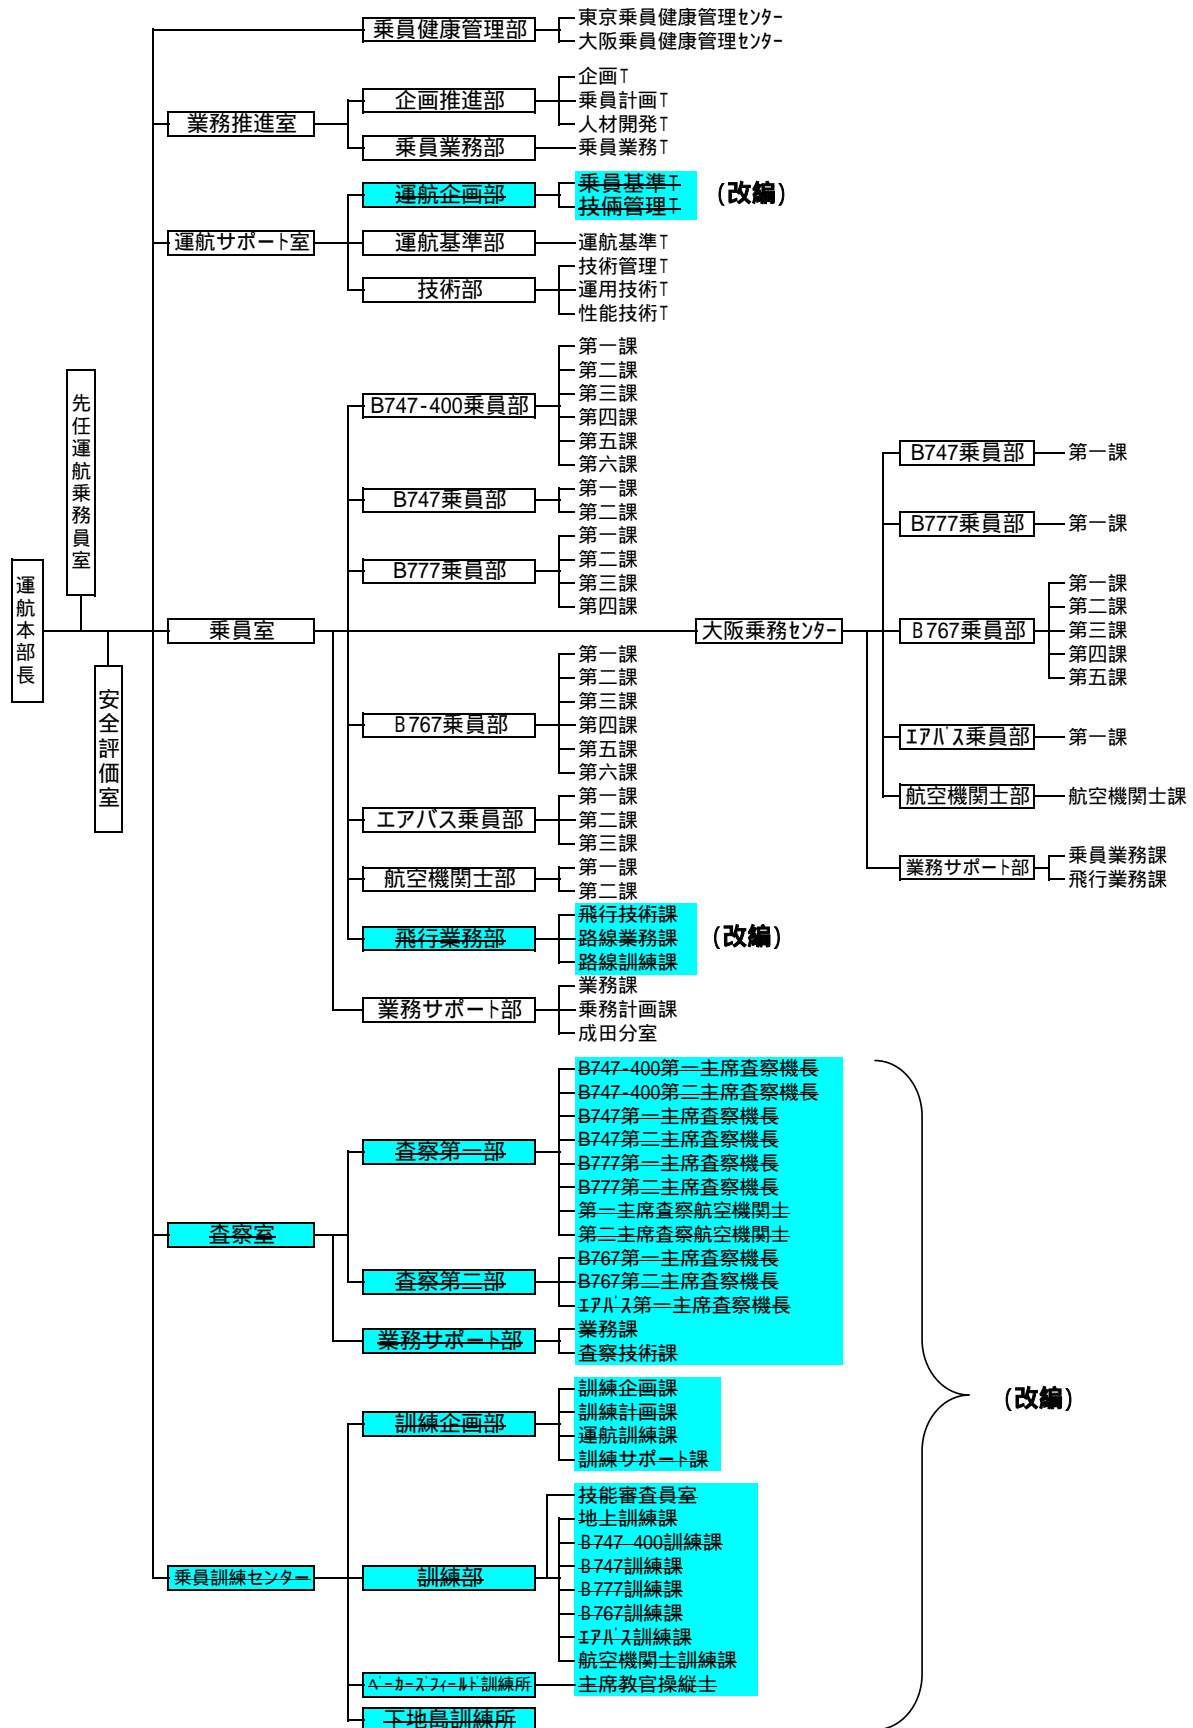 乗員健康管理部
東京乗員健康管理ｾﾝﾀｰ
大阪乗員健康管理ｾﾝﾀｰ
業務推進室
企画推進部
企画T
乗員計画T
人材開発T
乗員業務部
乗員業務T
運航サポート室
運航企画部
乗員基準T
技倆管理T
(改編)
運航基準部
運航基準T
技術部
技術管理T
運用技術T
性能技術T
運航本部長
先任運航乗務員室
安全評価室
乗員室
B747-400乗員部
第一課
第二課
第三課
第四課
第五課
第六課
B747乗員部
第一課
第二課
B777乗員部
第一課
第二課
第三課
第四課
大阪乗務ｾﾝﾀｰ
B747乗員部
第一課
B777乗員部
第一課
B767乗員部
第一課
第二課
第三課
第四課
第五課
ｴｱﾊﾞｽ乗員部
第一課
航空機関士部
航空機関士課
業務サポート部
乗員業務課
飛行業務課
B767乗員部
第一課
第二課
第三課
第四課
第五課
第六課
エアバス乗員部
第一課
第二課
第三課
航空機関士部
第一課
第二課
飛行業務部
飛行技術課
路線業務課
路線訓練課
(改編)
業務サポート部
業務課
乗務計画課
成田分室
査察室
査察第一部
B747-400第一主席査察機長
B747-400第二主席査察機長
B747第一主席査察機長
B747第二主席査察機長
B777第一主席査察機長
B777第二主席査察機長
第一主席査察航空機関士
第二主席査察航空機関士
査察第二部
B767第一主席査察機長
B767第二主席査察機長
ｴｱﾊﾞｽ第一主席査察機長
業務サポート部
業務課
査察技術課
(改編)
乗員訓練センター
訓練企画部
訓練企画課
訓練計画課
運航訓練課
訓練サポート課
訓練部
技能審査員室
地上訓練課
B747-400訓練課
B747訓練課
B777訓練課
B767訓練課
ｴｱﾊﾞｽ訓練課
航空機関士訓練課
ﾍﾞｰｶｰｽﾞﾌｨｰﾙﾄﾞ訓練所
主席教官操縦士
下地島訓練所